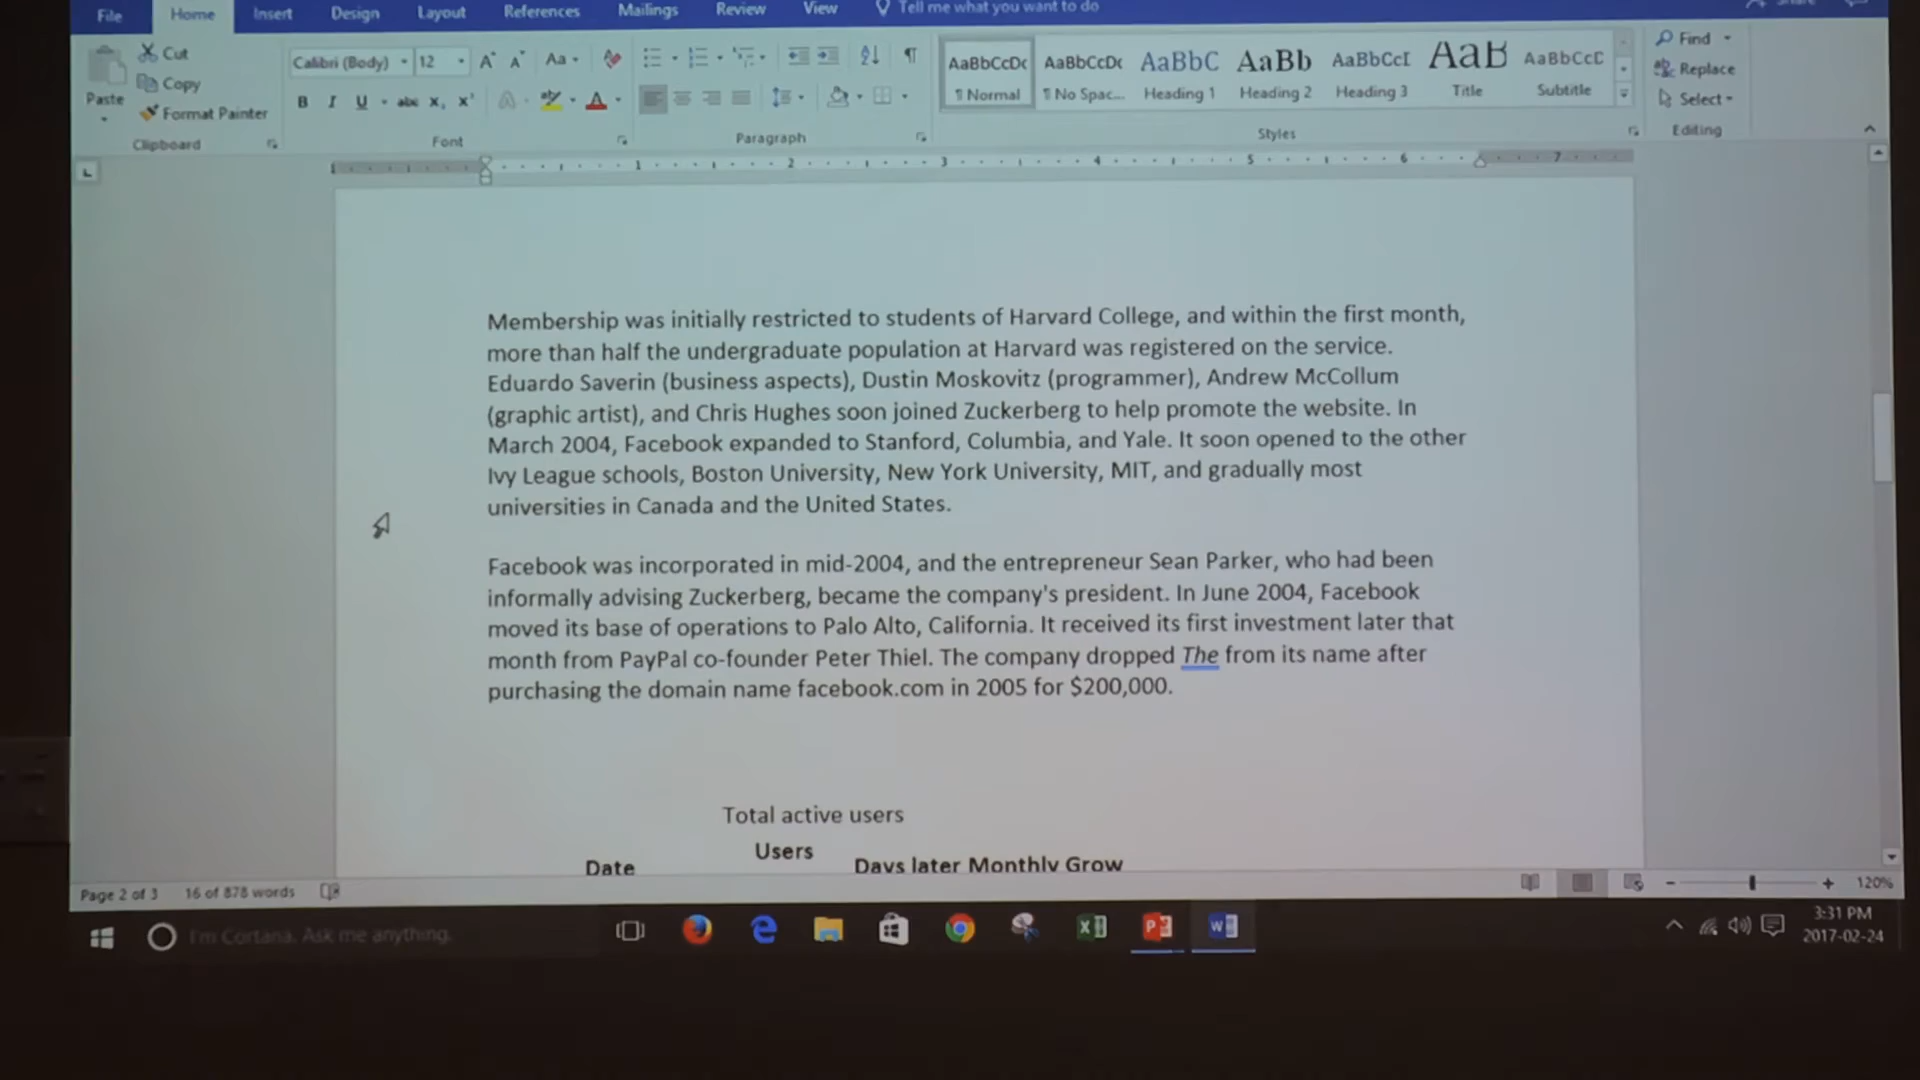 File Home Insert Design Layout References Mailings Review View Tell me what you want to do
Cut
Copy
Format Painter
Paste
Clipboard
Calibri (Body) 12
Font
Paragraph
AaBbCcDc AaBbCcDc AaBbC AaBb AaBbCcI AaB AaBbCcC
¶ Normal ¶ No Spac... Heading 1 Heading 2 Heading 3 Title Subtitle
Styles
Find
Replace
Select
Editing
1 2 3 4 5 6 7
Membership was initially restricted to students of Harvard College, and within the first month,
more than half the undergraduate population at Harvard was registered on the service.
Eduardo Saverin (business aspects), Dustin Moskovitz (programmer), Andrew McCollum
(graphic artist), and Chris Hughes soon joined Zuckerberg to help promote the website. In
March 2004, Facebook expanded to Stanford, Columbia, and Yale. It soon opened to the other
Ivy League schools, Boston University, New York University, MIT, and gradually most
universities in Canada and the United States.
Facebook was incorporated in mid-2004, and the entrepreneur Sean Parker, who had been
informally advising Zuckerberg, became the company's president. In June 2004, Facebook
moved its base of operations to Palo Alto, California. It received its first investment later that
month from PayPal co-founder Peter Thiel. The company dropped The from its name after
purchasing the domain name facebook.com in 2005 for $200,000.
Total active users
Users
Date Days later Monthly Grow
Page 2 of 3 16 of 878 words 120%
I'm Cortana. Ask me anything.
3:31 PM
2017-02-24